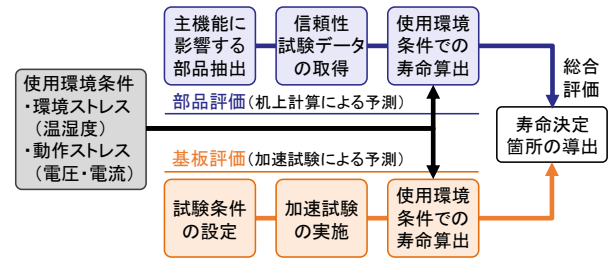 主機能に
影響する
部品抽出
信頼性
試験データ
の取得
使用環境
条件での
寿命算出
総合
評価
使用環境条件
・環境ストレス
（温湿度）
・動作ストレス
（電圧・電流）
部品評価（机上計算による予測）
寿命決定
箇所の導出
基板評価（加速試験による予測）
試験条件
の設定
加速試験
の実施
使用環境
条件での
寿命算出